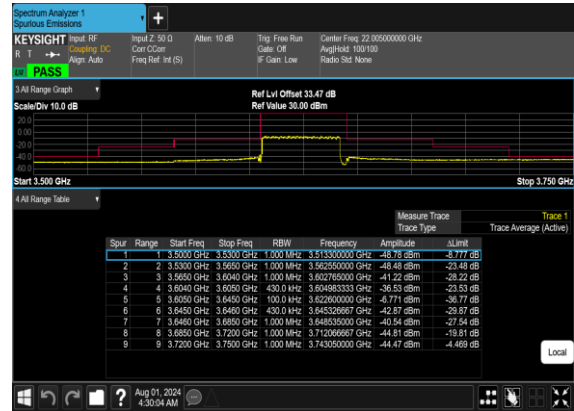 Spectrum Analyzer 1
Spurious Emissions
KEYSIGHT Input: RF Input Z: 50 Ω Atten: 10 dB Trig: Free Run Center Freq: 22.005000000 GHz
R T Coupling: DC Corr CCorr Gate: Off Avg|Hold: 100/100
Align: Auto Freq Ref: Int (S) IF Gain: Low Radio Std: None
PASS
3 All Range Graph Ref Lvl Offset 33.47 dB
Scale/Div 10.0 dB Ref Value 30.00 dBm
20.0
0.00
-20.0
-40.0
-60.0
Start 3.500 GHz Stop 3.750 GHz
4 All Range Table
Measure Trace Trace 1
Trace Type Trace Average (Active)
Spur Range Start Freq Stop Freq RBW Frequency Amplitude ΔLimit
1 1 3.5000 GHz 3.5300 GHz 1.000 MHz 3.513300000 GHz -48.78 dBm -8.777 dB
2 2 3.5300 GHz 3.5650 GHz 1.000 MHz 3.562550000 GHz -48.48 dBm -23.48 dB
3 3 3.5650 GHz 3.6040 GHz 1.000 MHz 3.602765000 GHz -41.22 dBm -28.22 dB
4 4 3.6040 GHz 3.6050 GHz 430.0 kHz 3.604983333 GHz -36.53 dBm -23.53 dB
5 5 3.6050 GHz 3.6450 GHz 100.0 kHz 3.622600000 GHz -6.771 dBm -36.77 dB
6 6 3.6450 GHz 3.6460 GHz 430.0 kHz 3.645326667 GHz -42.87 dBm -29.87 dB
7 7 3.6460 GHz 3.6850 GHz 1.000 MHz 3.648535000 GHz -40.54 dBm -27.54 dB
8 8 3.6850 GHz 3.7200 GHz 1.000 MHz 3.712066667 GHz -44.81 dBm -19.81 dB
9 9 3.7200 GHz 3.7500 GHz 1.000 MHz 3.743050000 GHz -44.47 dBm -4.469 dB
Local
Aug 01, 2024
4:30:04 AM